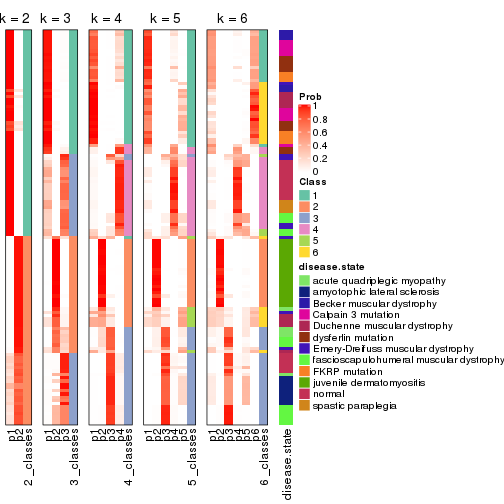 k = 2 k = 3 k = 4 k = 5 k = 6
Prob
1
0.8
0.6
0.4
0.2
0
Class
1
2
3
4
5
6
disease.state
acute quadriplegic myopathy
amyotophic lateral sclerosis
Becker muscular dystrophy
Calpain 3 mutation
Duchenne muscular dystrophy
dysferlin mutation
Emery-Dreifuss muscular dystrophy
fascioscapulohumeral muscular dystrophy
FKRP mutation
juvenile dermatomyositis
normal
spastic paraplegia
p1 p2 2_classes p1 p2 p3 3_classes p1 p2 p3 p4 4_classes p1 p2 p3 p4 p5 5_classes p1 p2 p3 p4 p5 p6 6_classes disease.state